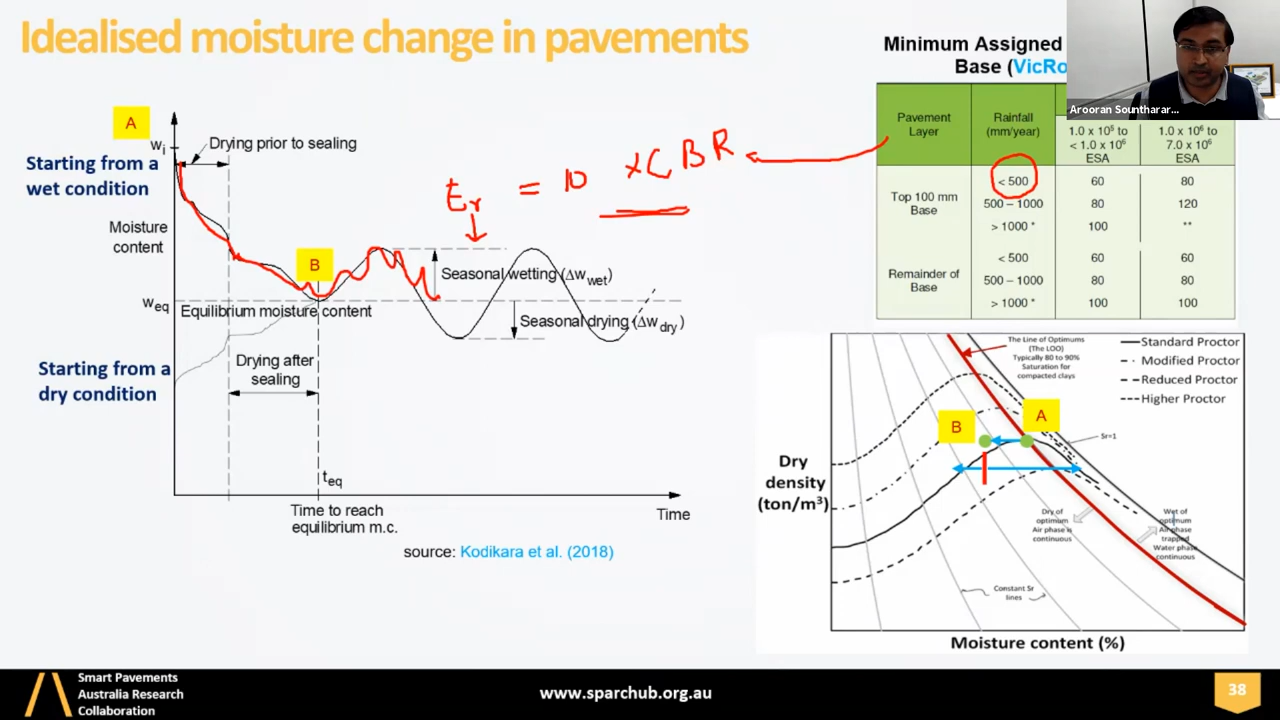 Idealised moisture change in pavements
A
wi
Drying prior to sealing
Starting from a
wet condition
Moisture
content
B
weq
Equilibrium moisture content
Seasonal wetting (Δwwet)
Seasonal drying (Δwdry)
Starting from a
dry condition
Drying after
sealing
teq
Time to reach
equilibrium m.c.
Time
source: Kodikara et al. (2018)
Er = 10 x CBR
Minimum Assigned
Base (VicRo
Arooran Sounтharar...
Pavement
Layer
Rainfall
(mm/year)
1.0 x 10⁵ to
< 1.0 x 10⁶
ESA
1.0 x 10⁶ to
7.0 x 10⁶
ESA
Top 100 mm
Base
< 500 60 80
500 – 1000 80 120
> 1000 * 100 **
Remainder of
Base
< 500 60 60
500 – 1000 80 80
> 1000 * 100 100
The Line of Optimums
(The LOO)
Typically 80 to 90%
Saturation for
compacted clays
Standard Proctor
Modified Proctor
Reduced Proctor
Higher Proctor
B
A
Sr=1
Dry
density
(ton/m³)
Dry of
optimum
Air phase is
continuous
Wet of
optimum
Air phase
trapped
Water phase
continuous
Constant Sr
lines
Moisture content (%)
Smart Pavements
Australia Research
Collaboration
www.sparchub.org.au
38